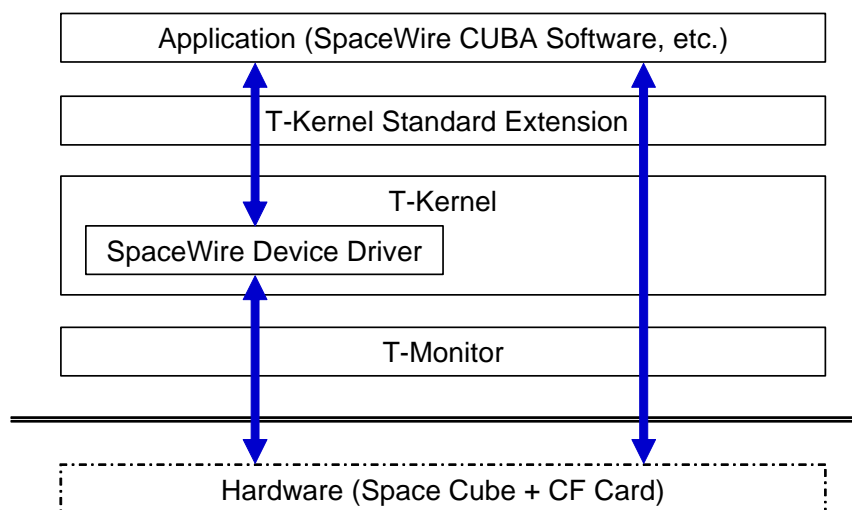 Application (SpaceWire CUBA Software, etc.)
T-Kernel Standard Extension
T-Kernel
SpaceWire Device Driver
T-Monitor
Hardware (Space Cube + CF Card)